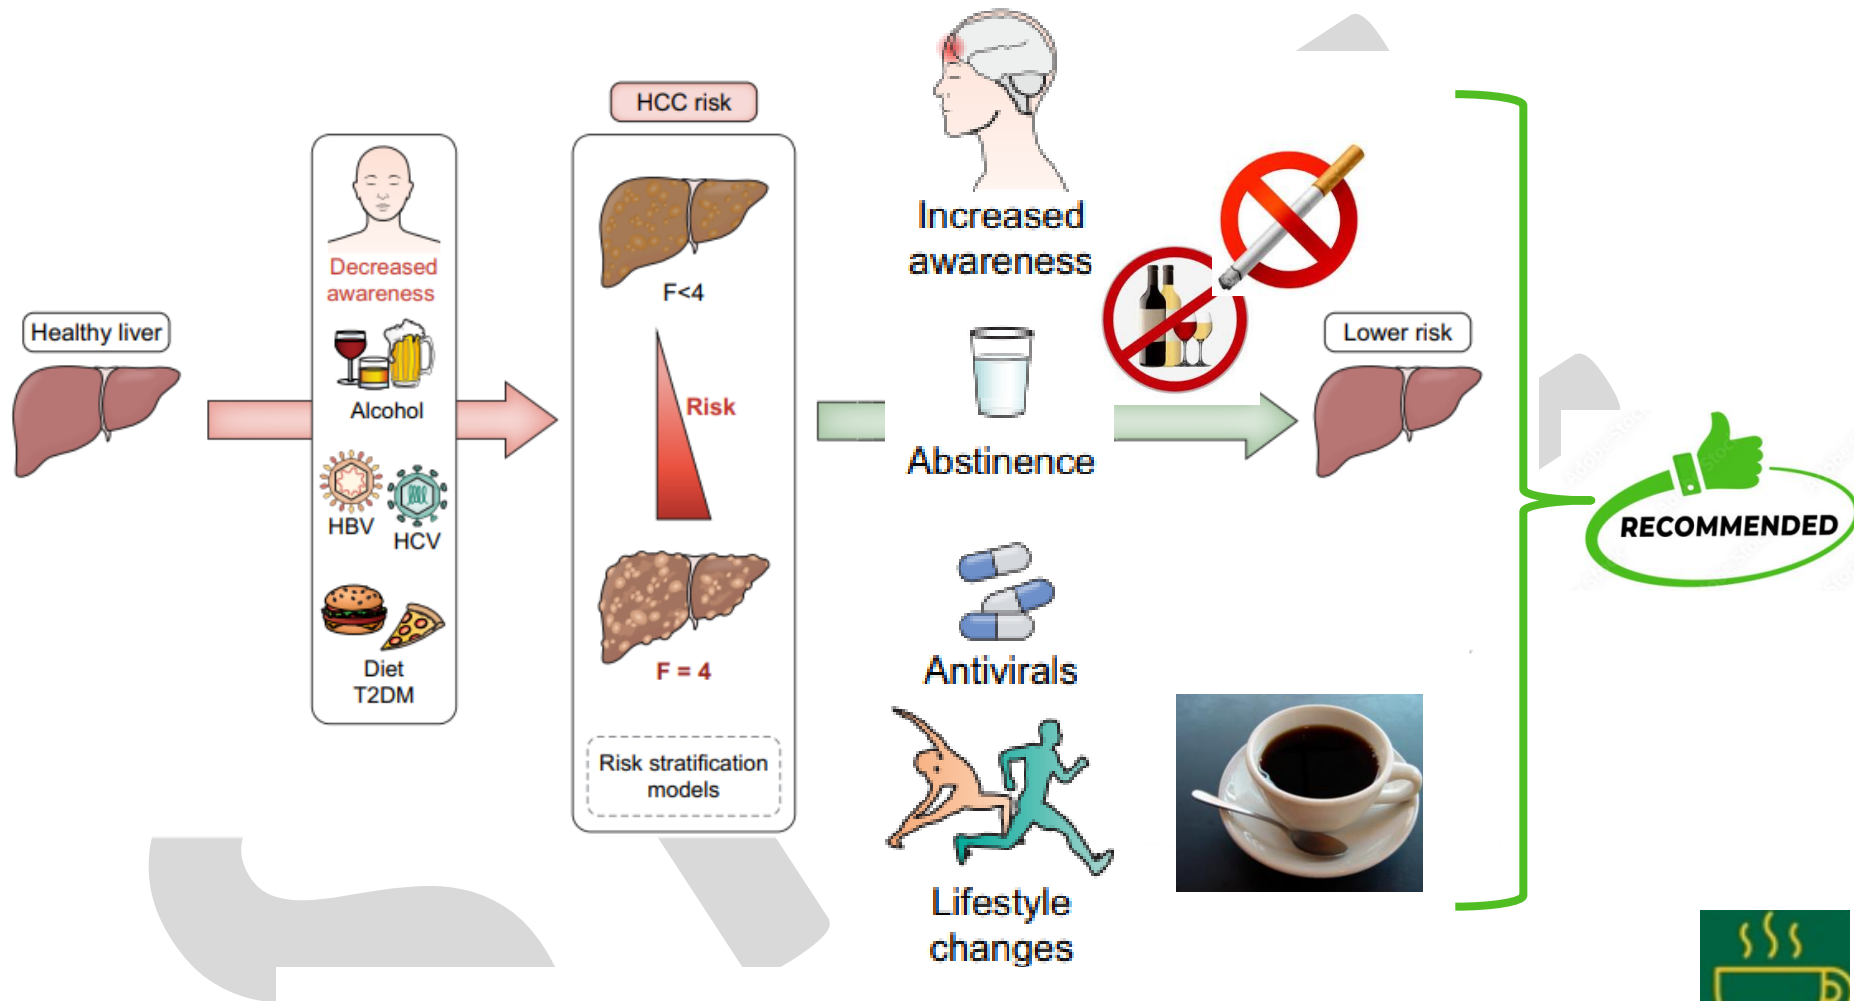 Healthy liver
Decreased
awareness
Alcohol
HBV
HCV
Diet
T2DM
HCC risk
F<4
Risk
F = 4
Risk stratification
models
Increased
awareness
Abstinence
Antivirals
Lifestyle
changes
Lower risk
RECOMMENDED